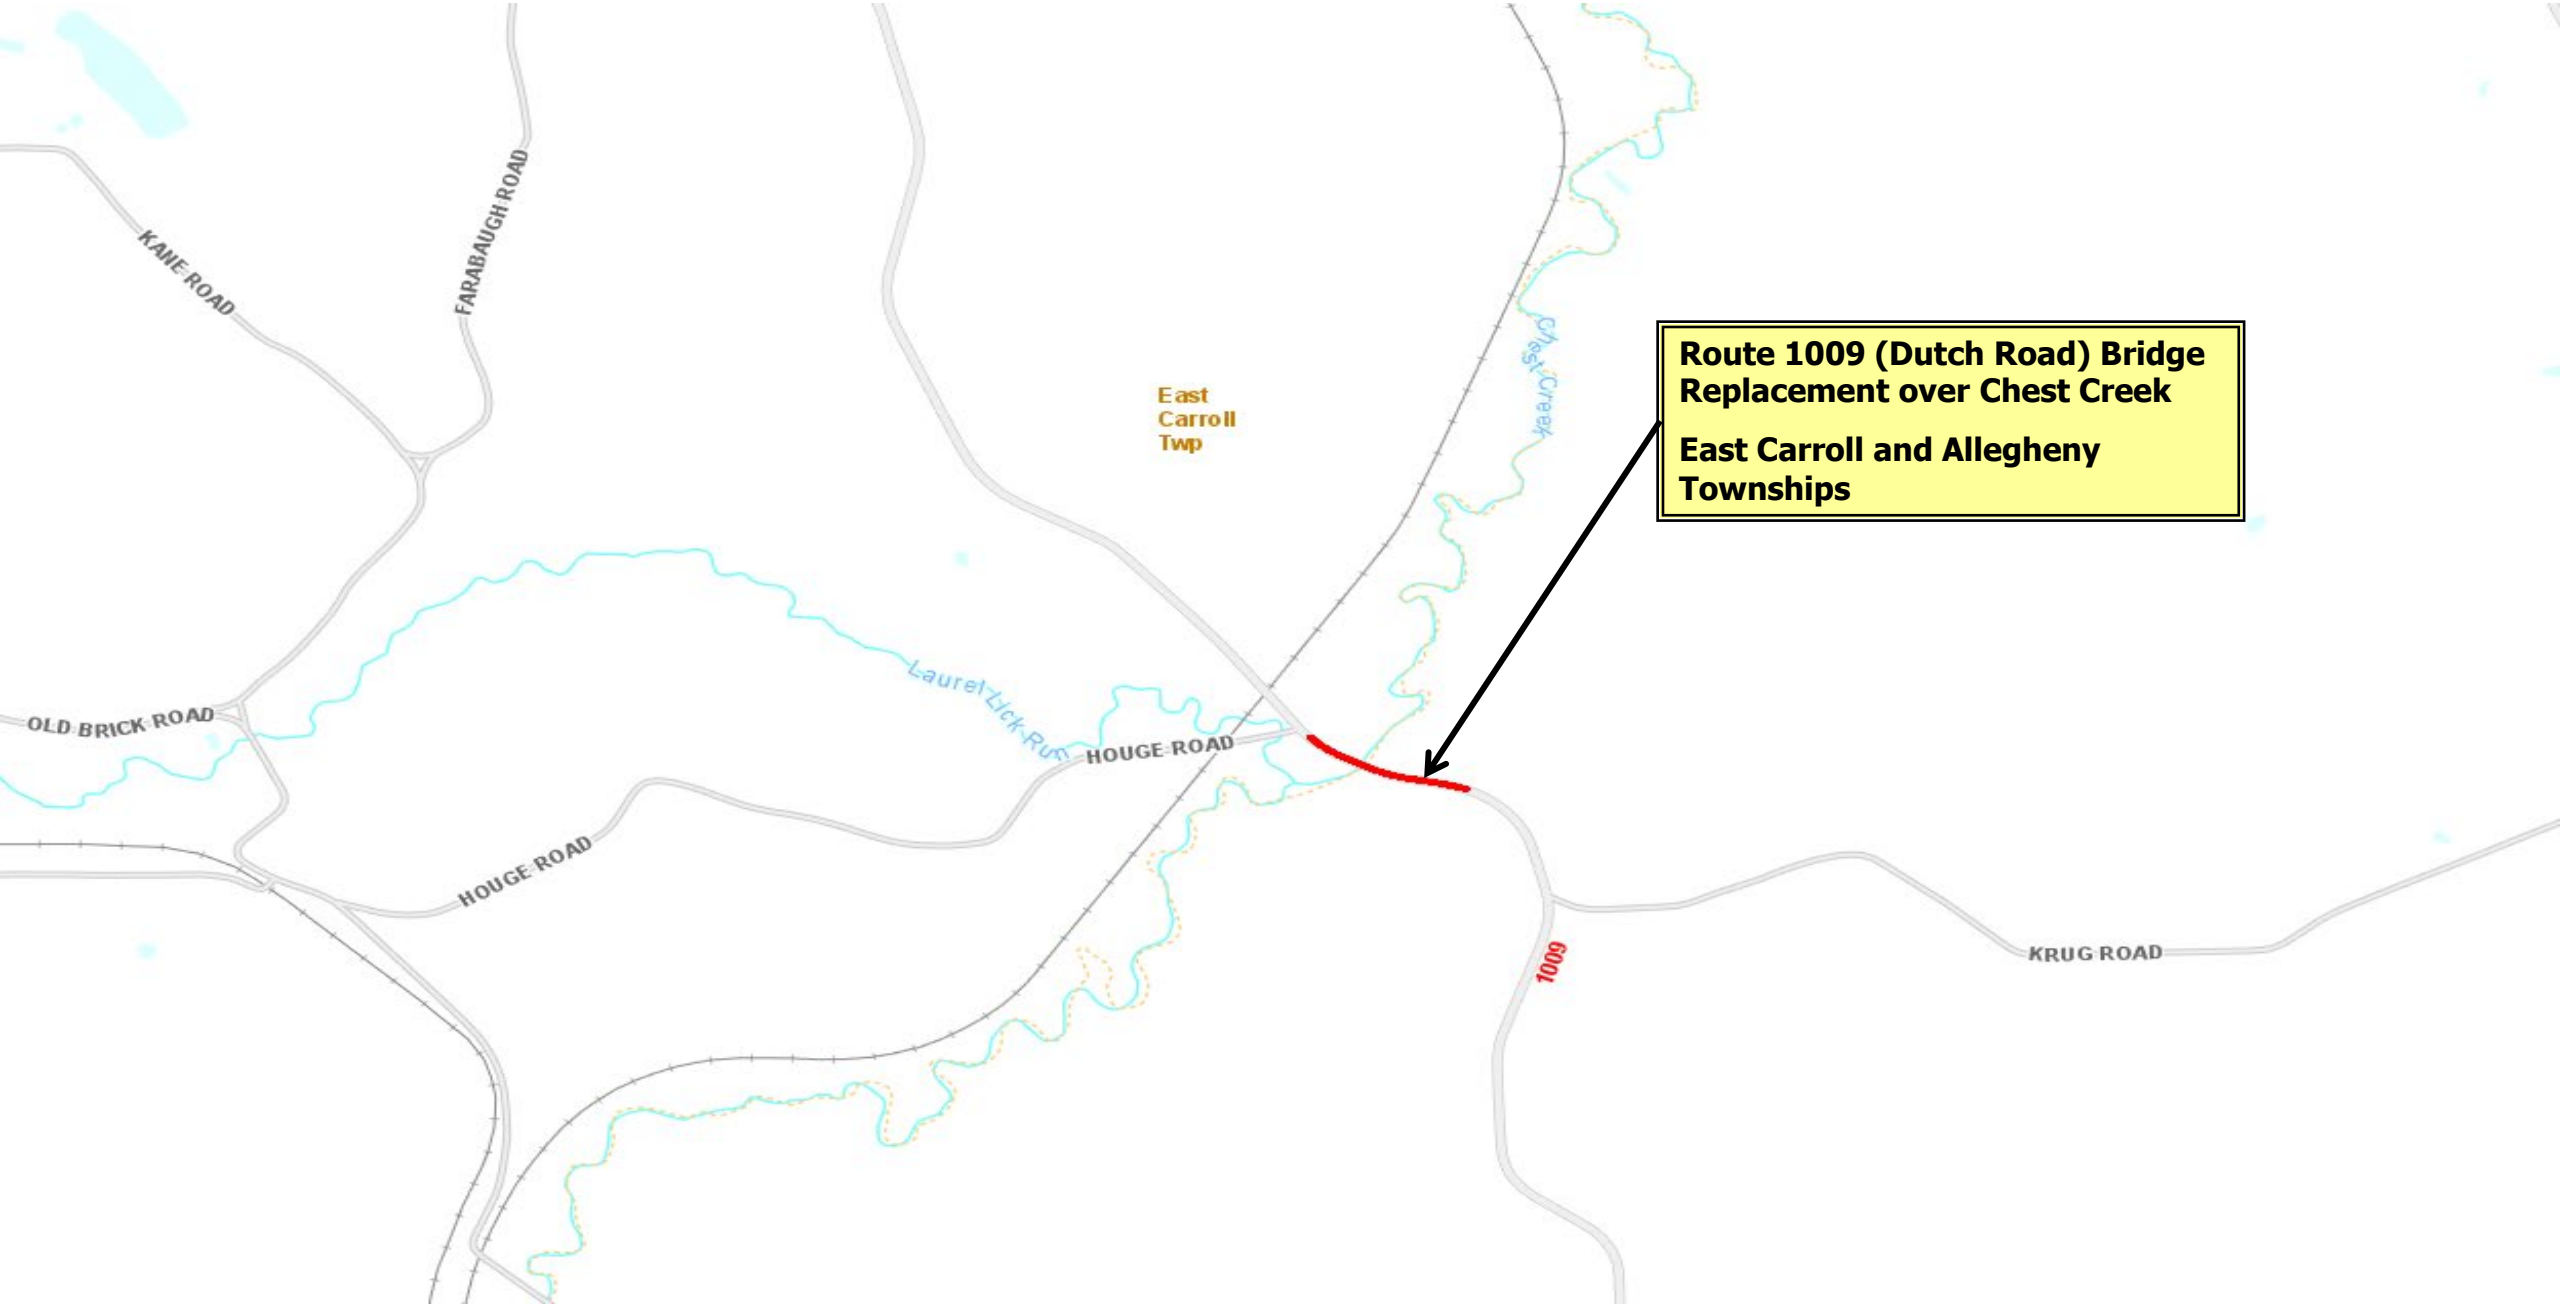 KANE ROAD
FARABAUGH ROAD
Chest Creek
Route 1009 (Dutch Road) Bridge
Replacement over Chest Creek
East Carroll and Allegheny
Townships
East
Carroll
Twp
Laurel Lick Run
OLD BRICK ROAD
HOUGE ROAD
HOUGE ROAD
1009
KRUG ROAD